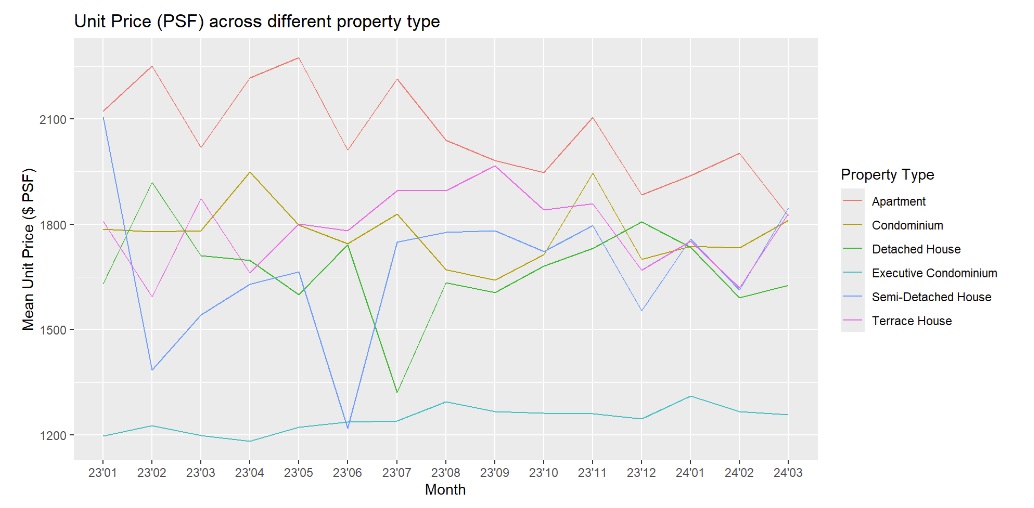 Unit Price (PSF) across different property type
Mean Unit Price ($ PSF)
2100
1800
1500
1200
23'01 23'02 23'03 23'04 23'05 23'06 23'07 23'08 23'09 23'10 23'11 23'12 24'01 24'02 24'03
Month
Property Type
Apartment
Condominium
Detached House
Executive Condominium
Semi-Detached House
Terrace House